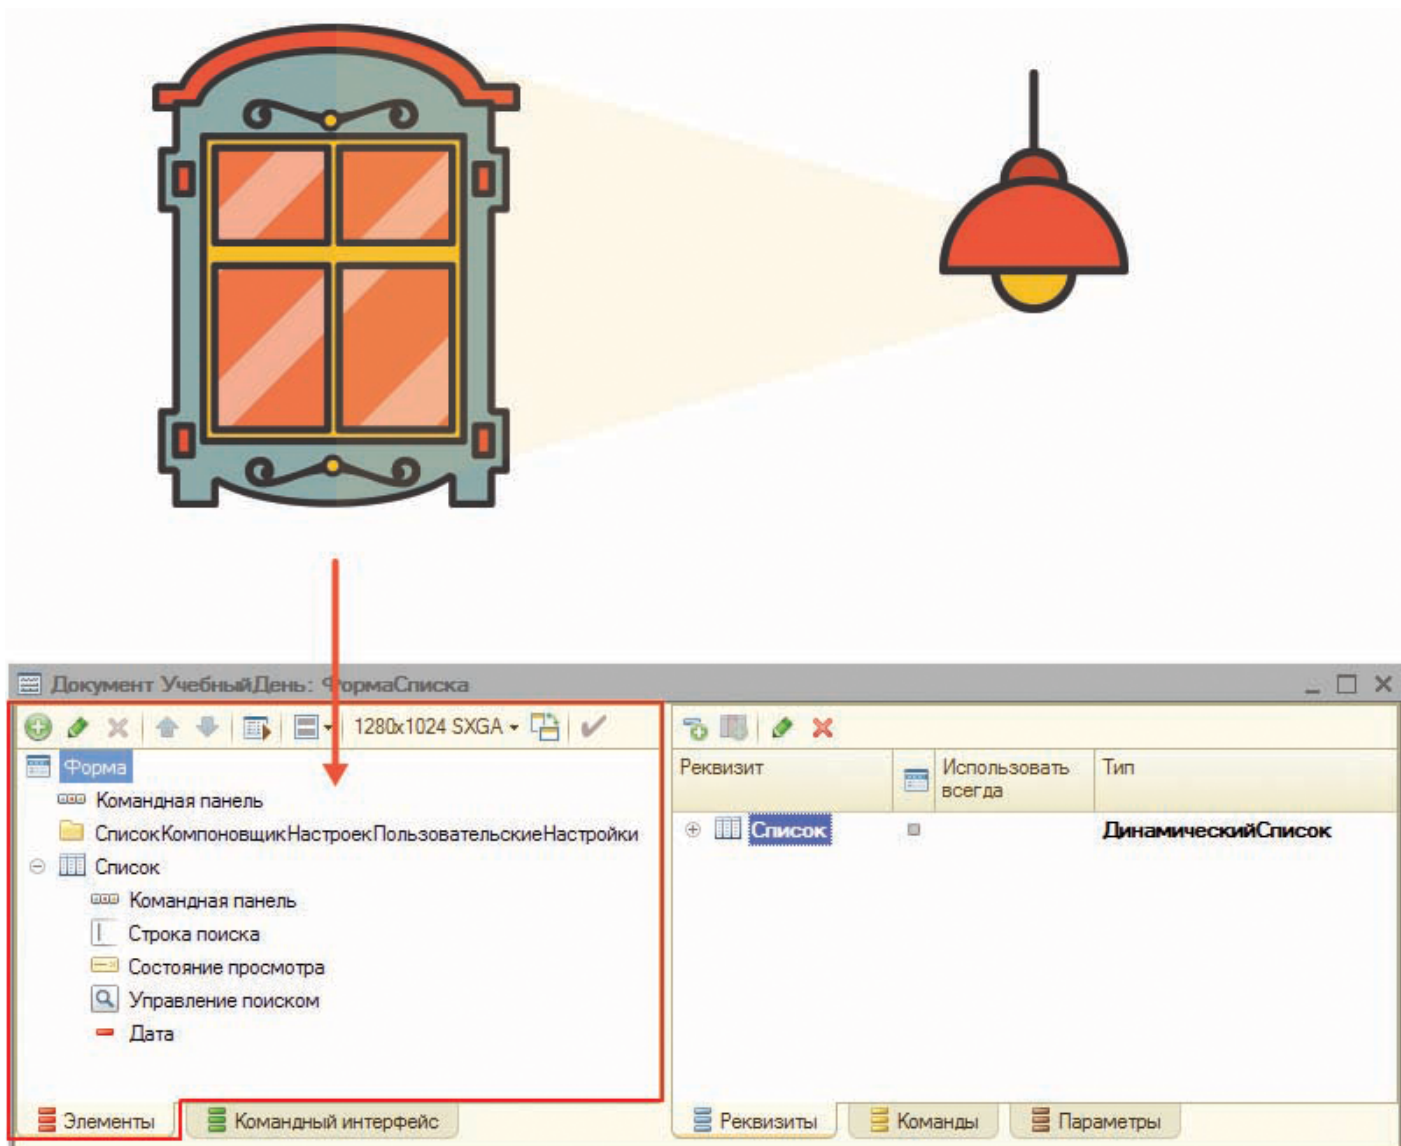 Документ УчебныйДень: ФормаСписка
1280x1024 SXGA
Форма
Командная панель
СписокКомпоновщикНастроекПользовательскиеНастройки
Список
Командная панель
Строка поиска
Состояние просмотра
Управление поиском
Дата
Элементы
Командный интерфейс
Реквизит
Использовать
всегда
Тип
Список
ДинамическийСписок
Реквизиты
Команды
Параметры